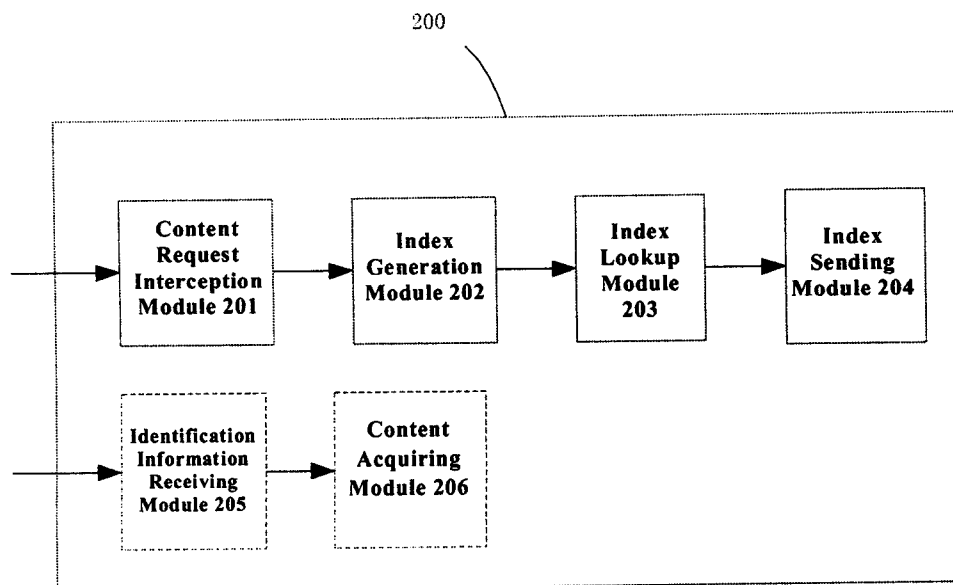 200
Content
Request
Interception
Module 201
Index
Generation
Module 202
Index
Lookup
Module
203
Index
Sending
Module 204
Identification
Information
Receiving
Module 205
Content
Acquiring
Module 206